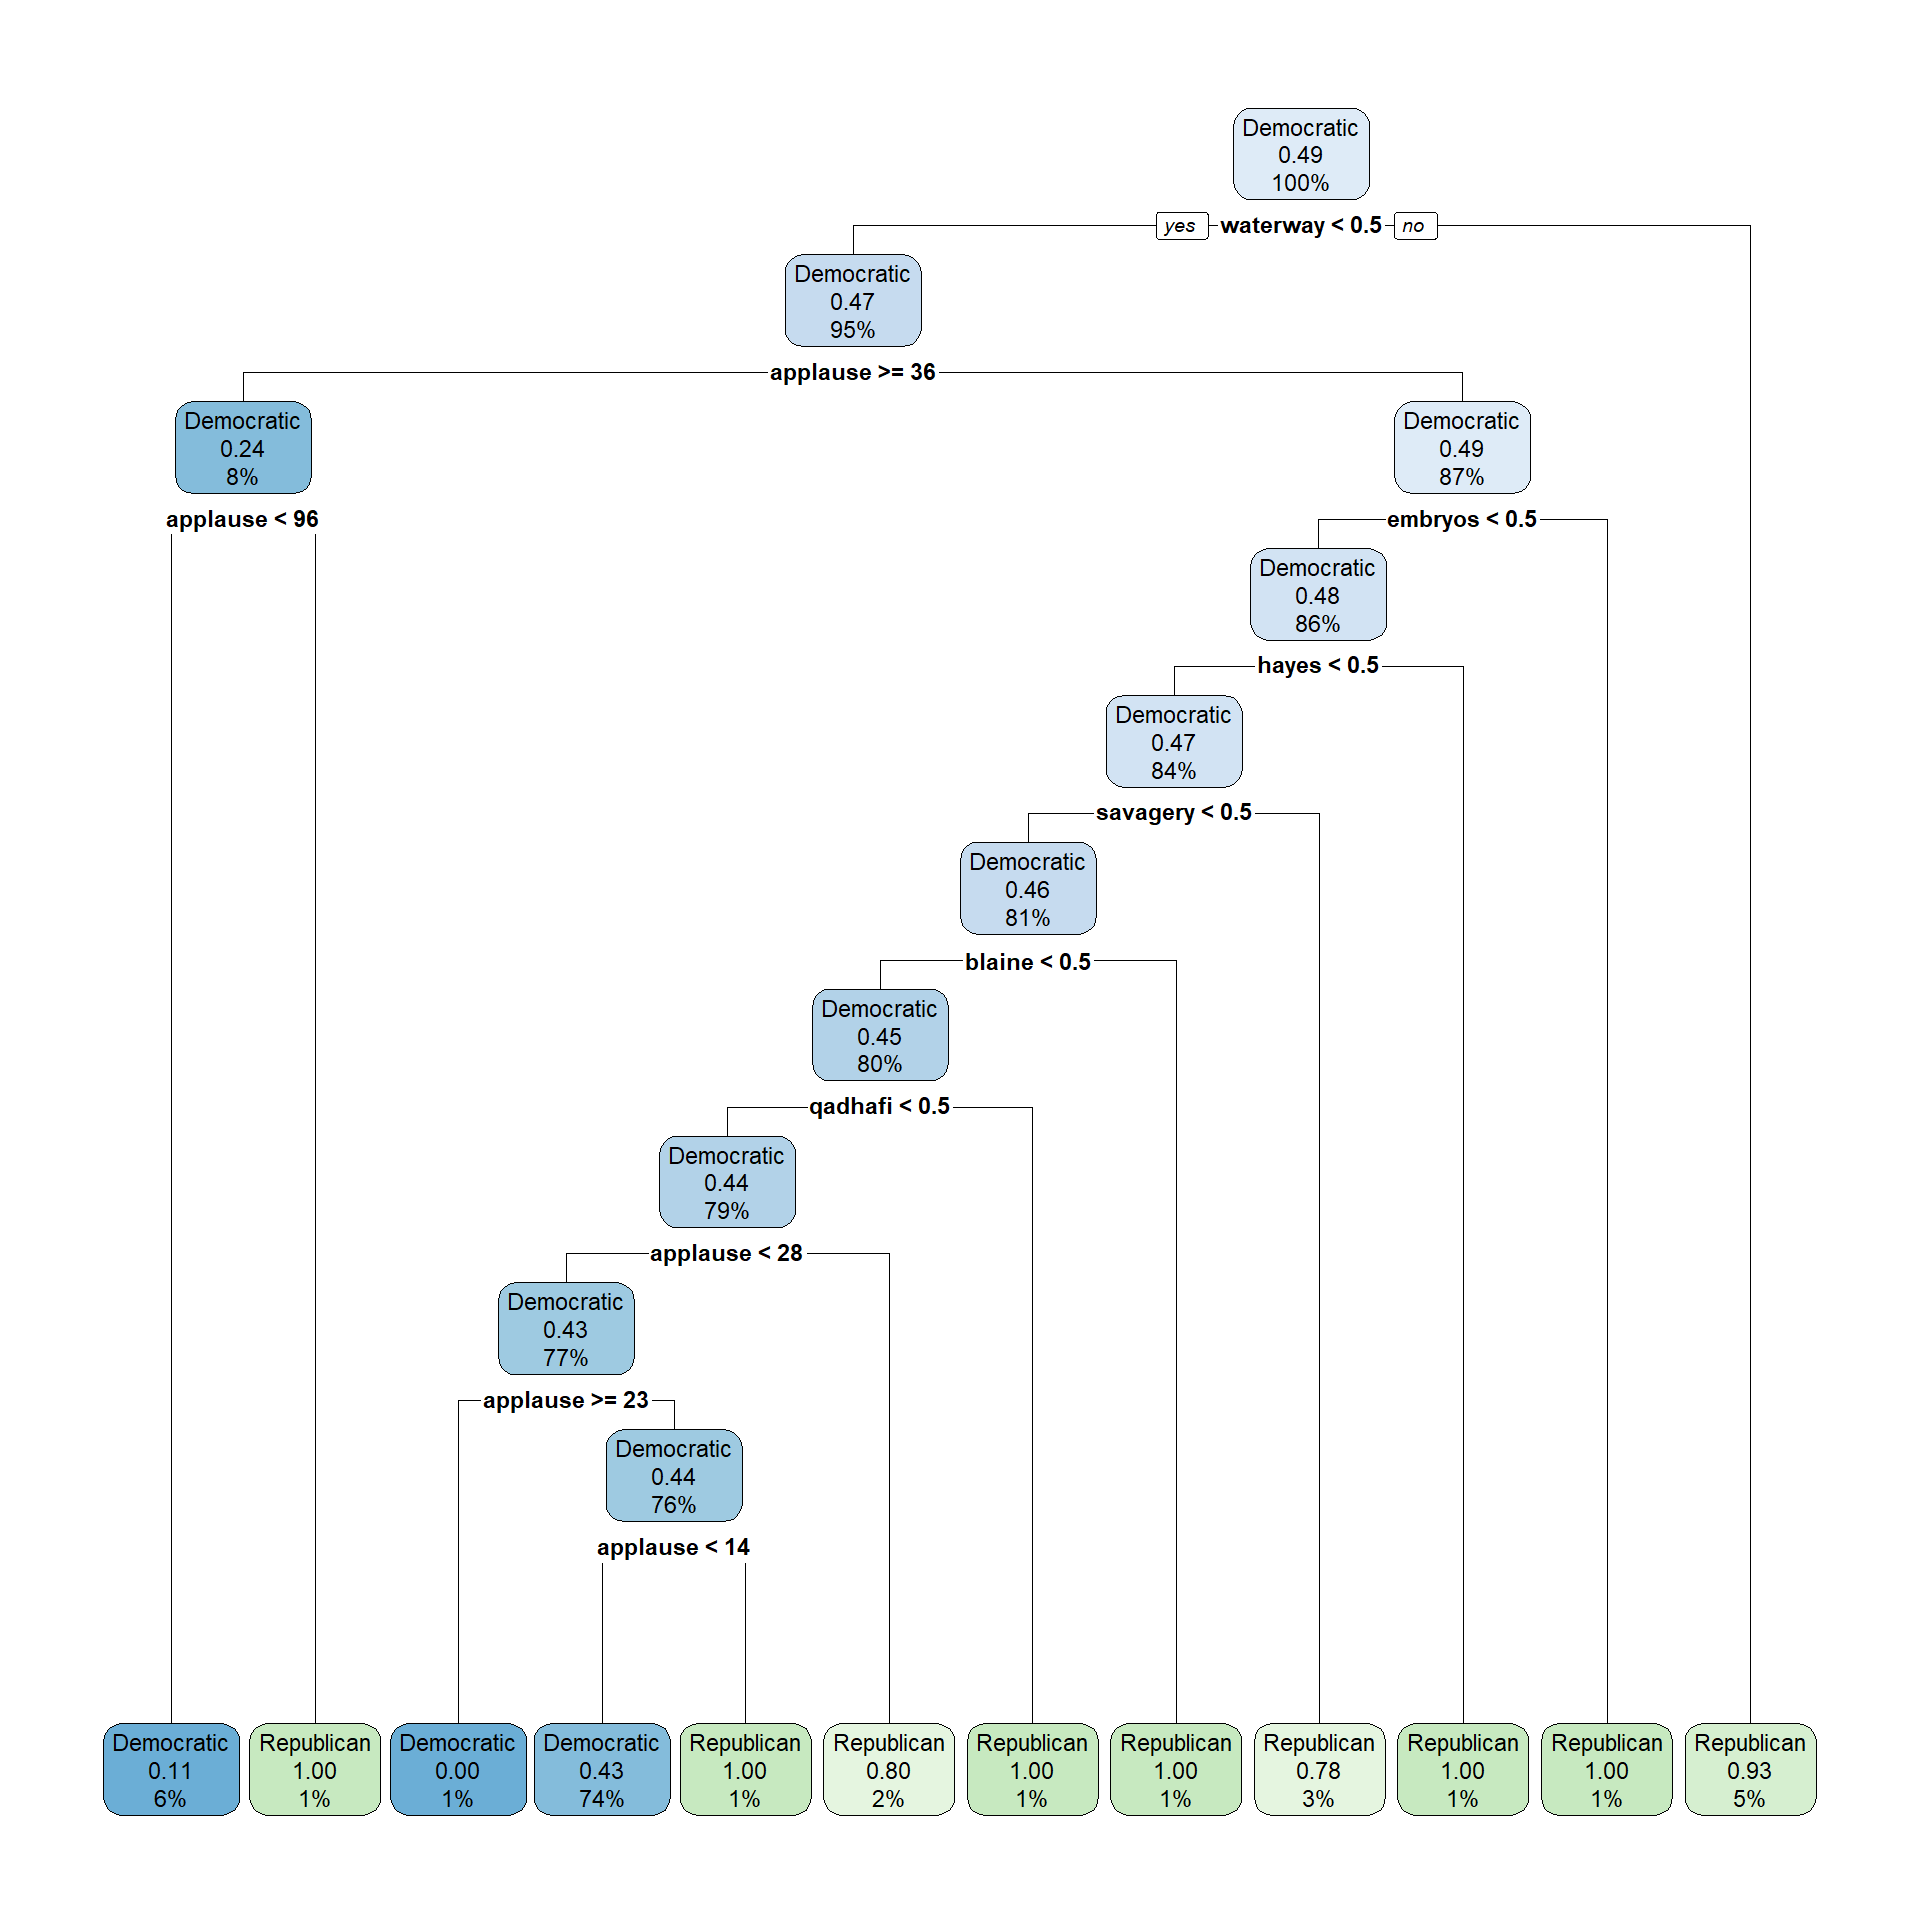 Democratic
0.49
100%
yes waterway < 0.5 no
Democratic
0.47
95%
applause >= 36
Democratic
0.24
8%
Democratic
0.49
87%
applause < 96
embryos < 0.5
Democratic
0.48
86%
hayes < 0.5
Democratic
0.47
84%
savagery < 0.5
Democratic
0.46
81%
blaine < 0.5
Democratic
0.45
80%
qadhafi < 0.5
Democratic
0.44
79%
applause < 28
Democratic
0.43
77%
applause >= 23
Democratic
0.44
76%
applause < 14
Democratic
0.11
6%
Republican
1.00
1%
Democratic
0.00
1%
Democratic
0.43
74%
Republican
1.00
1%
Republican
0.80
2%
Republican
1.00
1%
Republican
1.00
1%
Republican
0.78
3%
Republican
1.00
1%
Republican
1.00
1%
Republican
0.93
5%